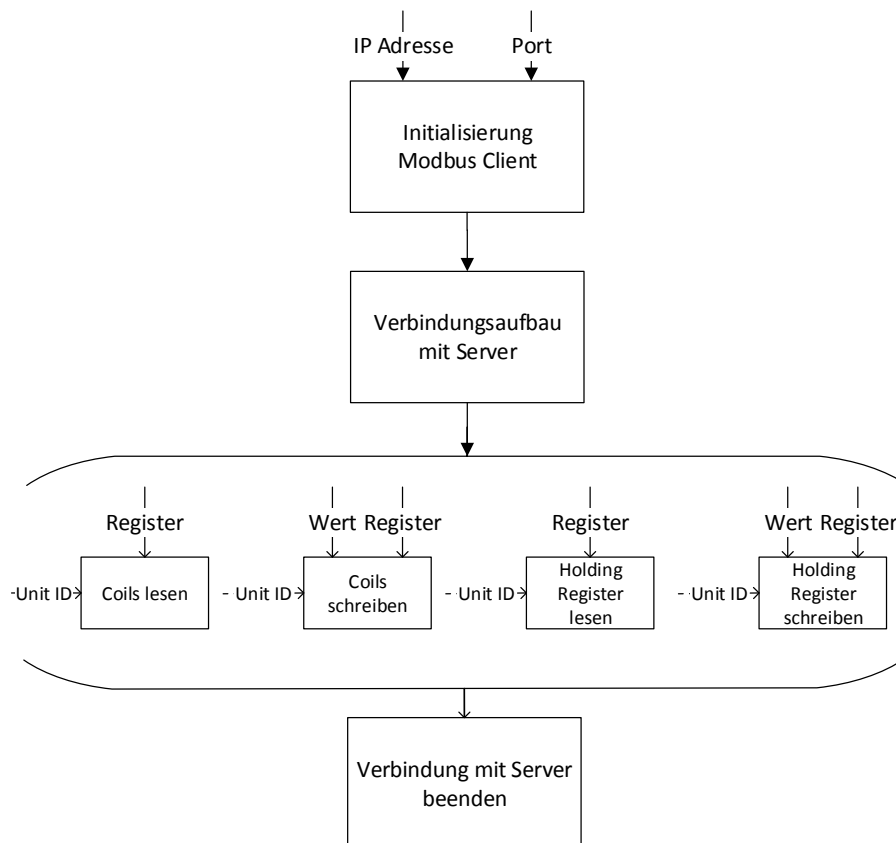 IP Adresse
Port
Initialisierung
Modbus Client
Verbindungsaufbau
mit Server
Register
Wert Register
Register
Wert Register
Unit ID
Coils lesen
Unit ID
Coils
schreiben
Unit ID
Holding
Register
lesen
Unit ID
Holding
Register
schreiben
Verbindung mit Server
beenden